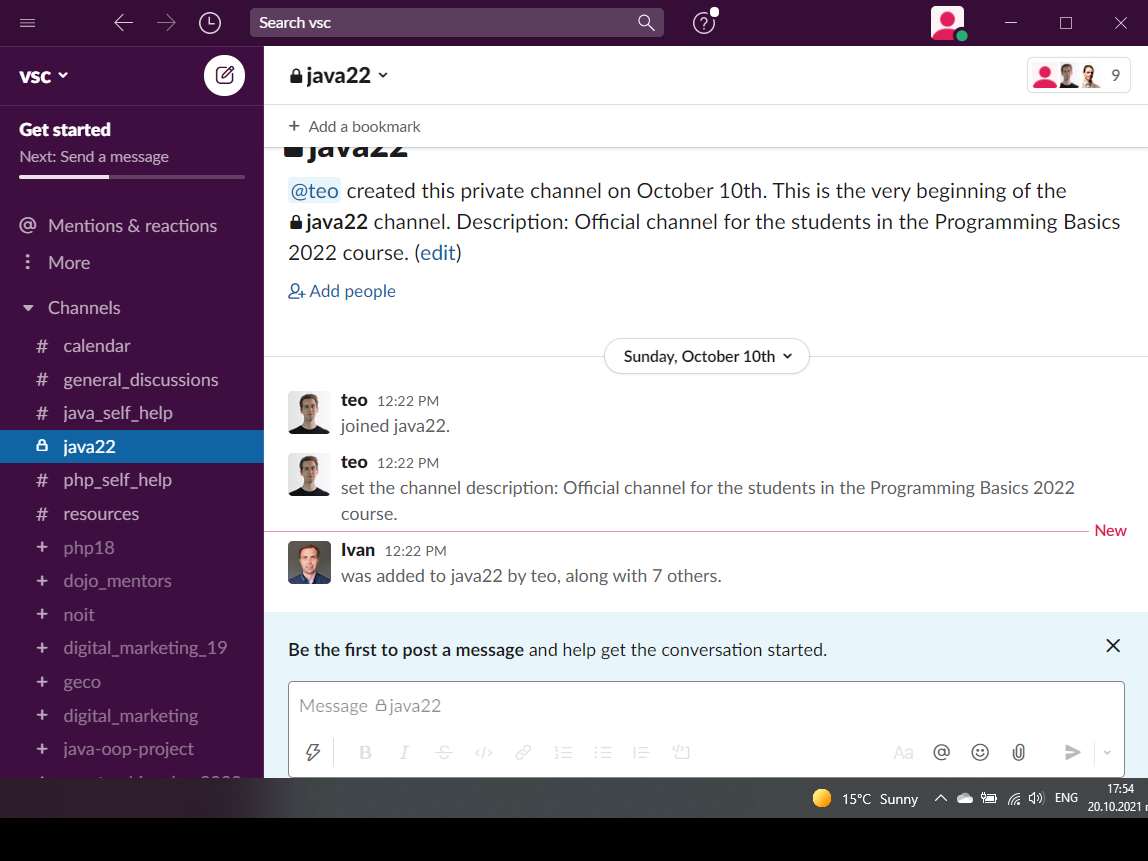 Search vsc
vsc
java22
9
Get started
Next: Send a message
+ Add a bookmark
java22
@teo created this private channel on October 10th. This is the very beginning of the
java22 channel. Description: Official channel for the students in the Programming Basics
2022 course. (edit)
Add people
@ Mentions & reactions
More
Channels
# calendar
# general_discussions
# java_self_help
java22
# php_self_help
# resources
+ php18
+ dojo_mentors
+ noit
+ digital_marketing_19
+ geco
+ digital_marketing
+ java-oop-project
Sunday, October 10th
teo 12:22 PM
joined java22.
teo 12:22 PM
set the channel description: Official channel for the students in the Programming Basics 2022
course.
New
Ivan 12:22 PM
was added to java22 by teo, along with 7 others.
Be the first to post a message and help get the conversation started.
Message java22
B I S </> Aa @
15°C Sunny
ENG
17:54
20.10.2021 г